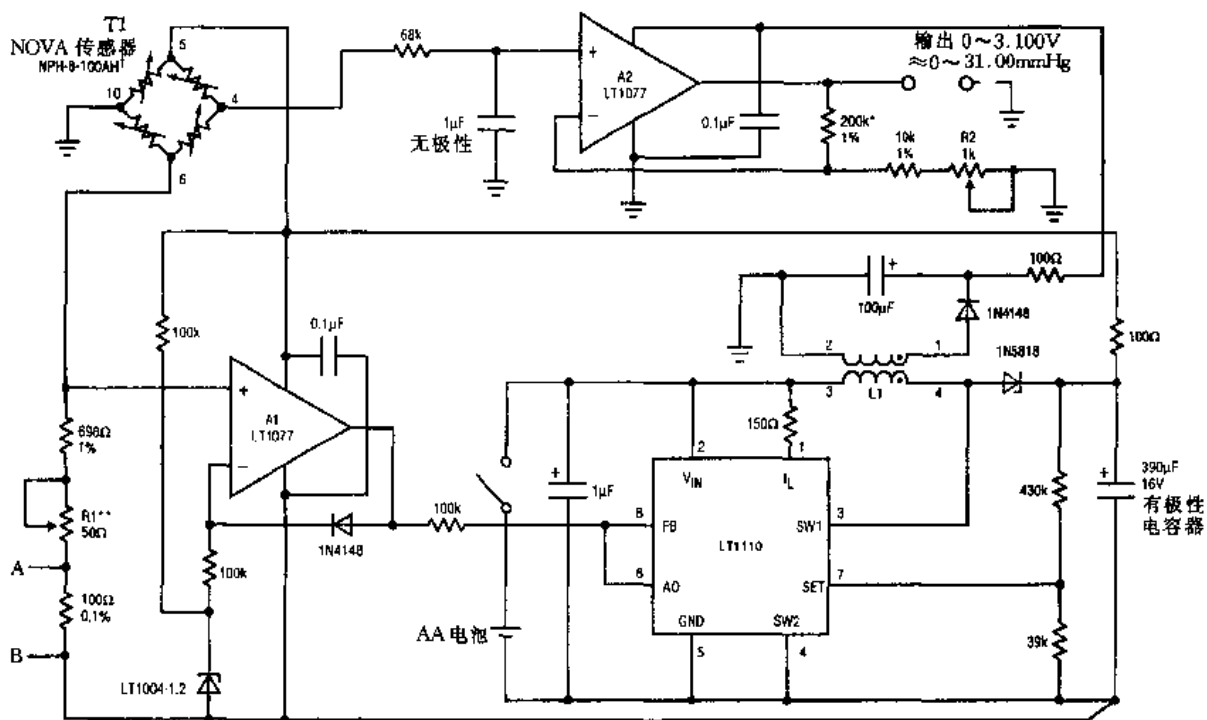 T1
NOVA 传感器
NPH-8-100AH
5
10
4
6
68k
1μF
无极性
+
−
A2
LT1077
0.1μF
输出 0～3.100V
≈0～31.00mmHg
200k*
1%
10k
1%
R2
1k
100k
0.1μF
+
−
A1
LT1077
698Ω
1%
R1**
50Ω
A
100Ω
0.1%
B
100k
LT1004-1.2
1N4148
100k
AA 电池
+
1μF
150Ω
+
100μF
100Ω
1N4148
100Ω
2
1
L1
3
4
1N5818
2
1
VIN
IL
8
FB
SW1
3
LT1110
6
AO
SET
7
GND
SW2
5
4
430k
39k
+
390μF
16V
有极性
电容器